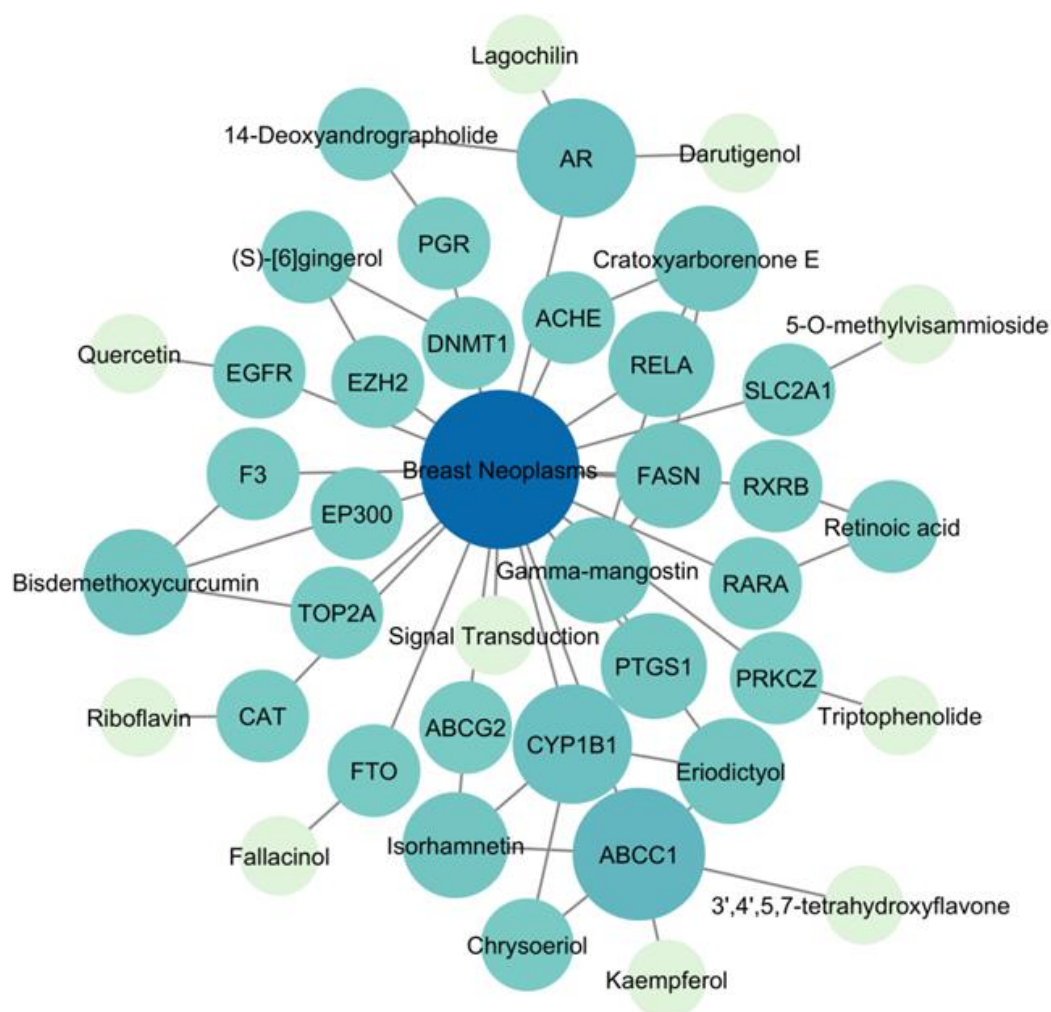 Lagochilin
14-Deoxyandrographolide
AR
Darutigenol
PGR
(S)-[6]gingerol
Cratoxyarborenone E
ACHE
5-O-methylvisammioside
DNMT1
Quercetin
EGFR
EZH2
RELA
SLC2A1
Breast Neoplasms
F3
FASN
RXRB
EP300
Retinoic acid
Gamma-mangostin
Bisdemethoxycurcumin
RARA
TOP2A
Signal Transduction
PTGS1
PRKCZ
Riboflavin
CAT
Triptophenolide
ABCG2
CYP1B1
FTO
Eriodictyol
Isorhamnetin
Fallacinol
ABCC1
3',4',5,7-tetrahydroxyflavone
Chrysoeriol
Kaempferol